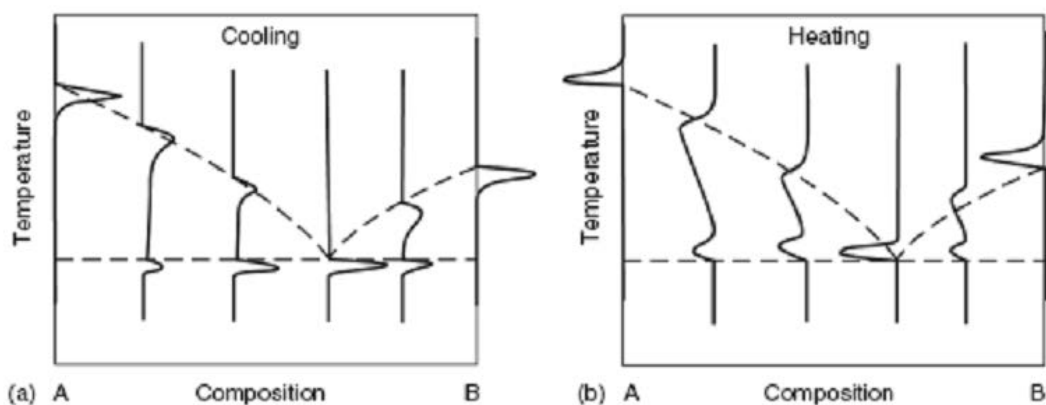 Cooling
Temperature
(a) A Composition B
Heating
Temperature
(b) A Composition B